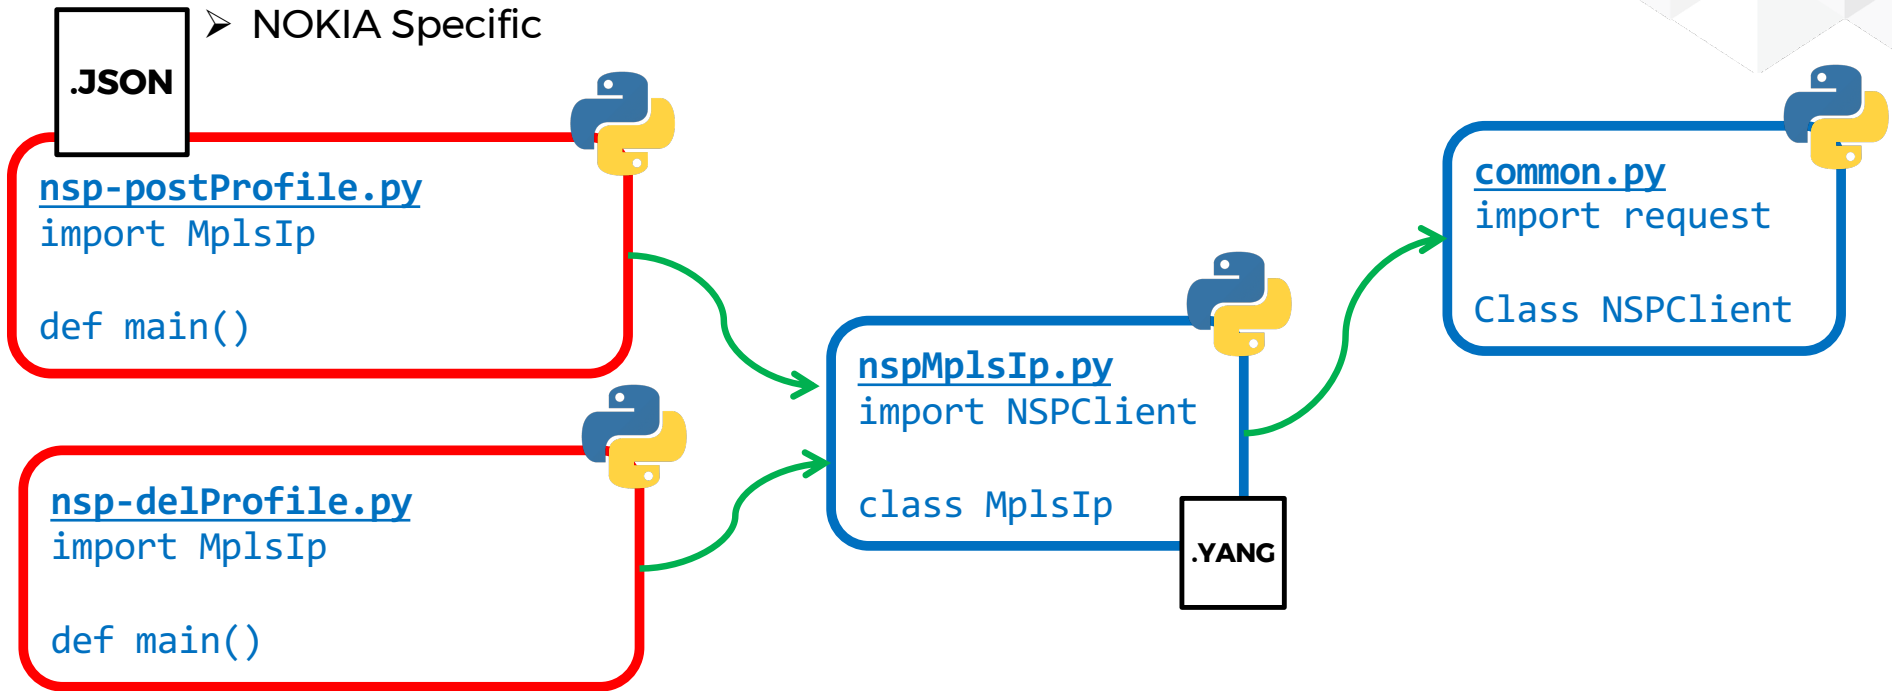 ➢ NOKIA Specific
.JSON
nsp-postProfile.py
import MplsIp
def main()
nsp-delProfile.py
import MplsIp
def main()
nspMplsIp.py
import NSPClient
class MplsIp
.YANG
common.py
import request
Class NSPClient